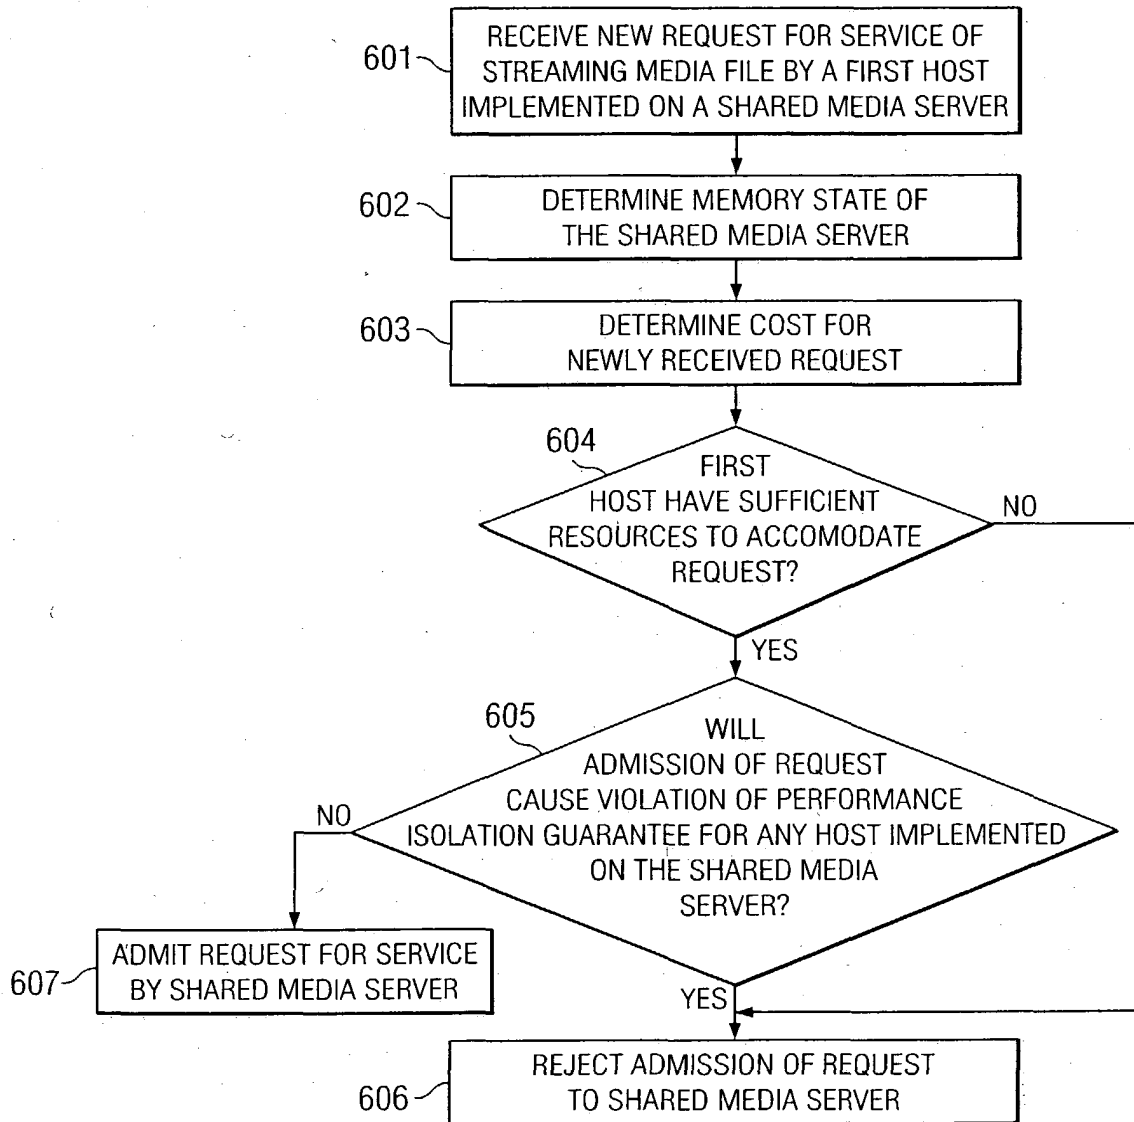 601
RECEIVE NEW REQUEST FOR SERVICE OF
STREAMING MEDIA FILE BY A FIRST HOST
IMPLEMENTED ON A SHARED MEDIA SERVER
602
DETERMINE MEMORY STATE OF
THE SHARED MEDIA SERVER
603
DETERMINE COST FOR
NEWLY RECEIVED REQUEST
604
FIRST
HOST HAVE SUFFICIENT
RESOURCES TO ACCOMODATE
REQUEST?
NO
YES
605
WILL
ADMISSION OF REQUEST
CAUSE VIOLATION OF PERFORMANCE
ISOLATION GUARANTEE FOR ANY HOST IMPLEMENTED
ON THE SHARED MEDIA
SERVER?
NO
607
ADMIT REQUEST FOR SERVICE
BY SHARED MEDIA SERVER
YES
606
REJECT ADMISSION OF REQUEST
TO SHARED MEDIA SERVER